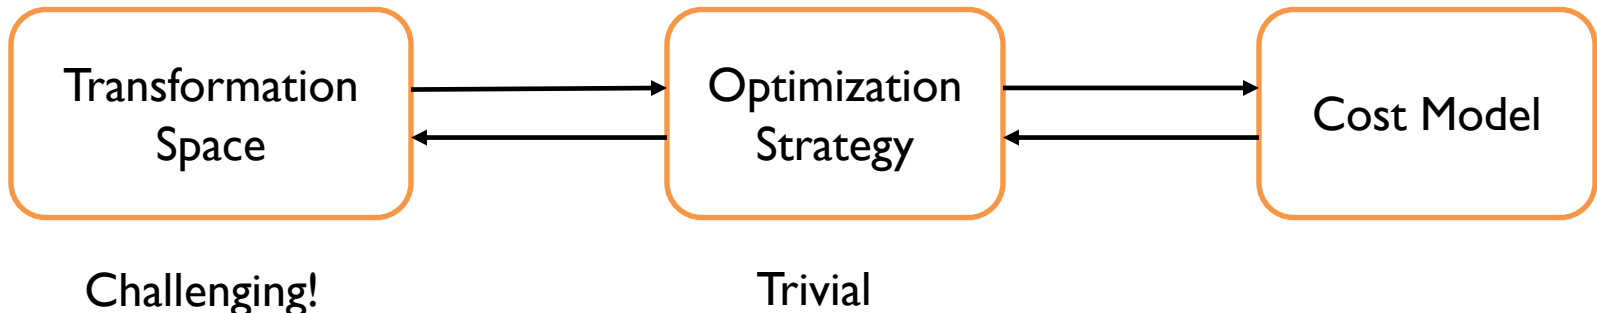 Transformation
Space
Optimization
Strategy
Cost Model
Challenging!
Trivial